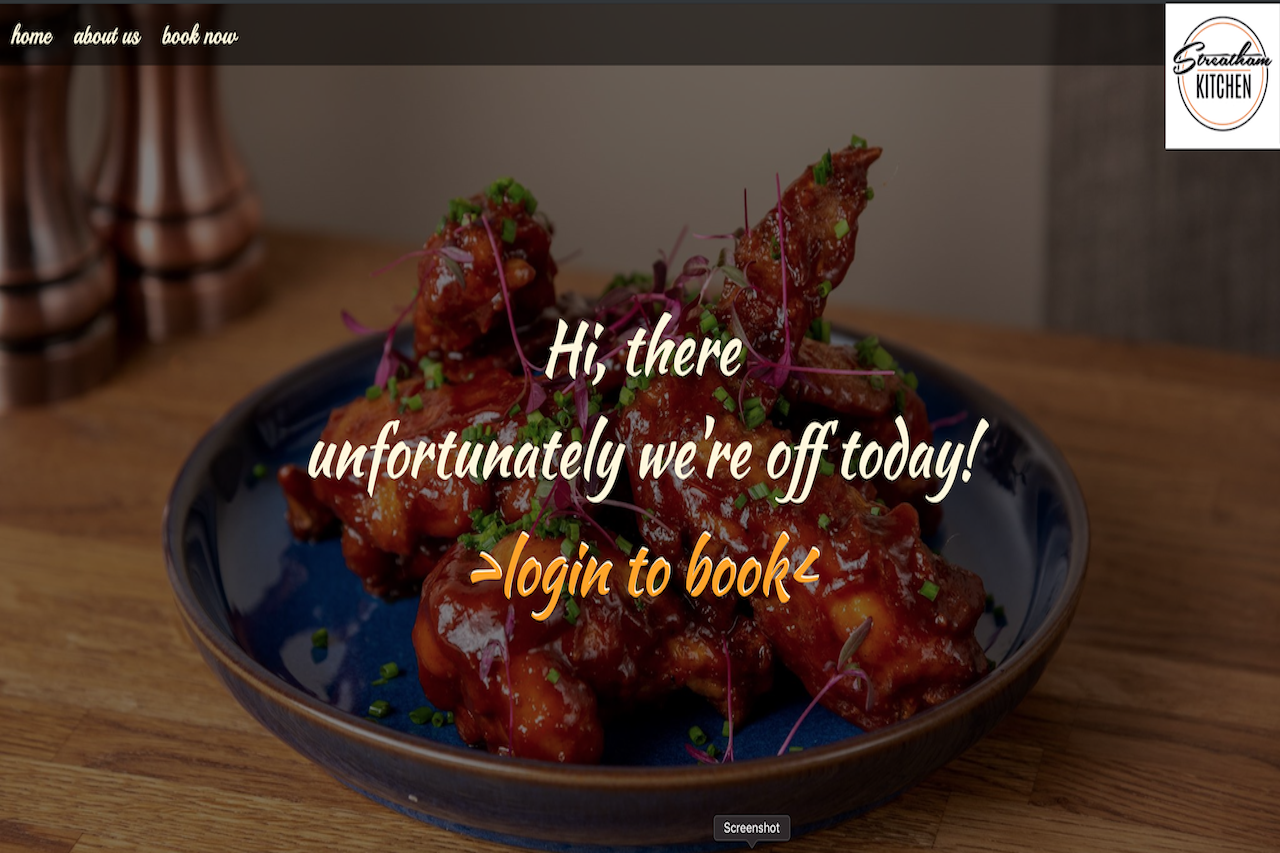 home about us book now
Streatham
KITCHEN
Hi, there
unfortunately we're off today!
>login to book<
Screenshot